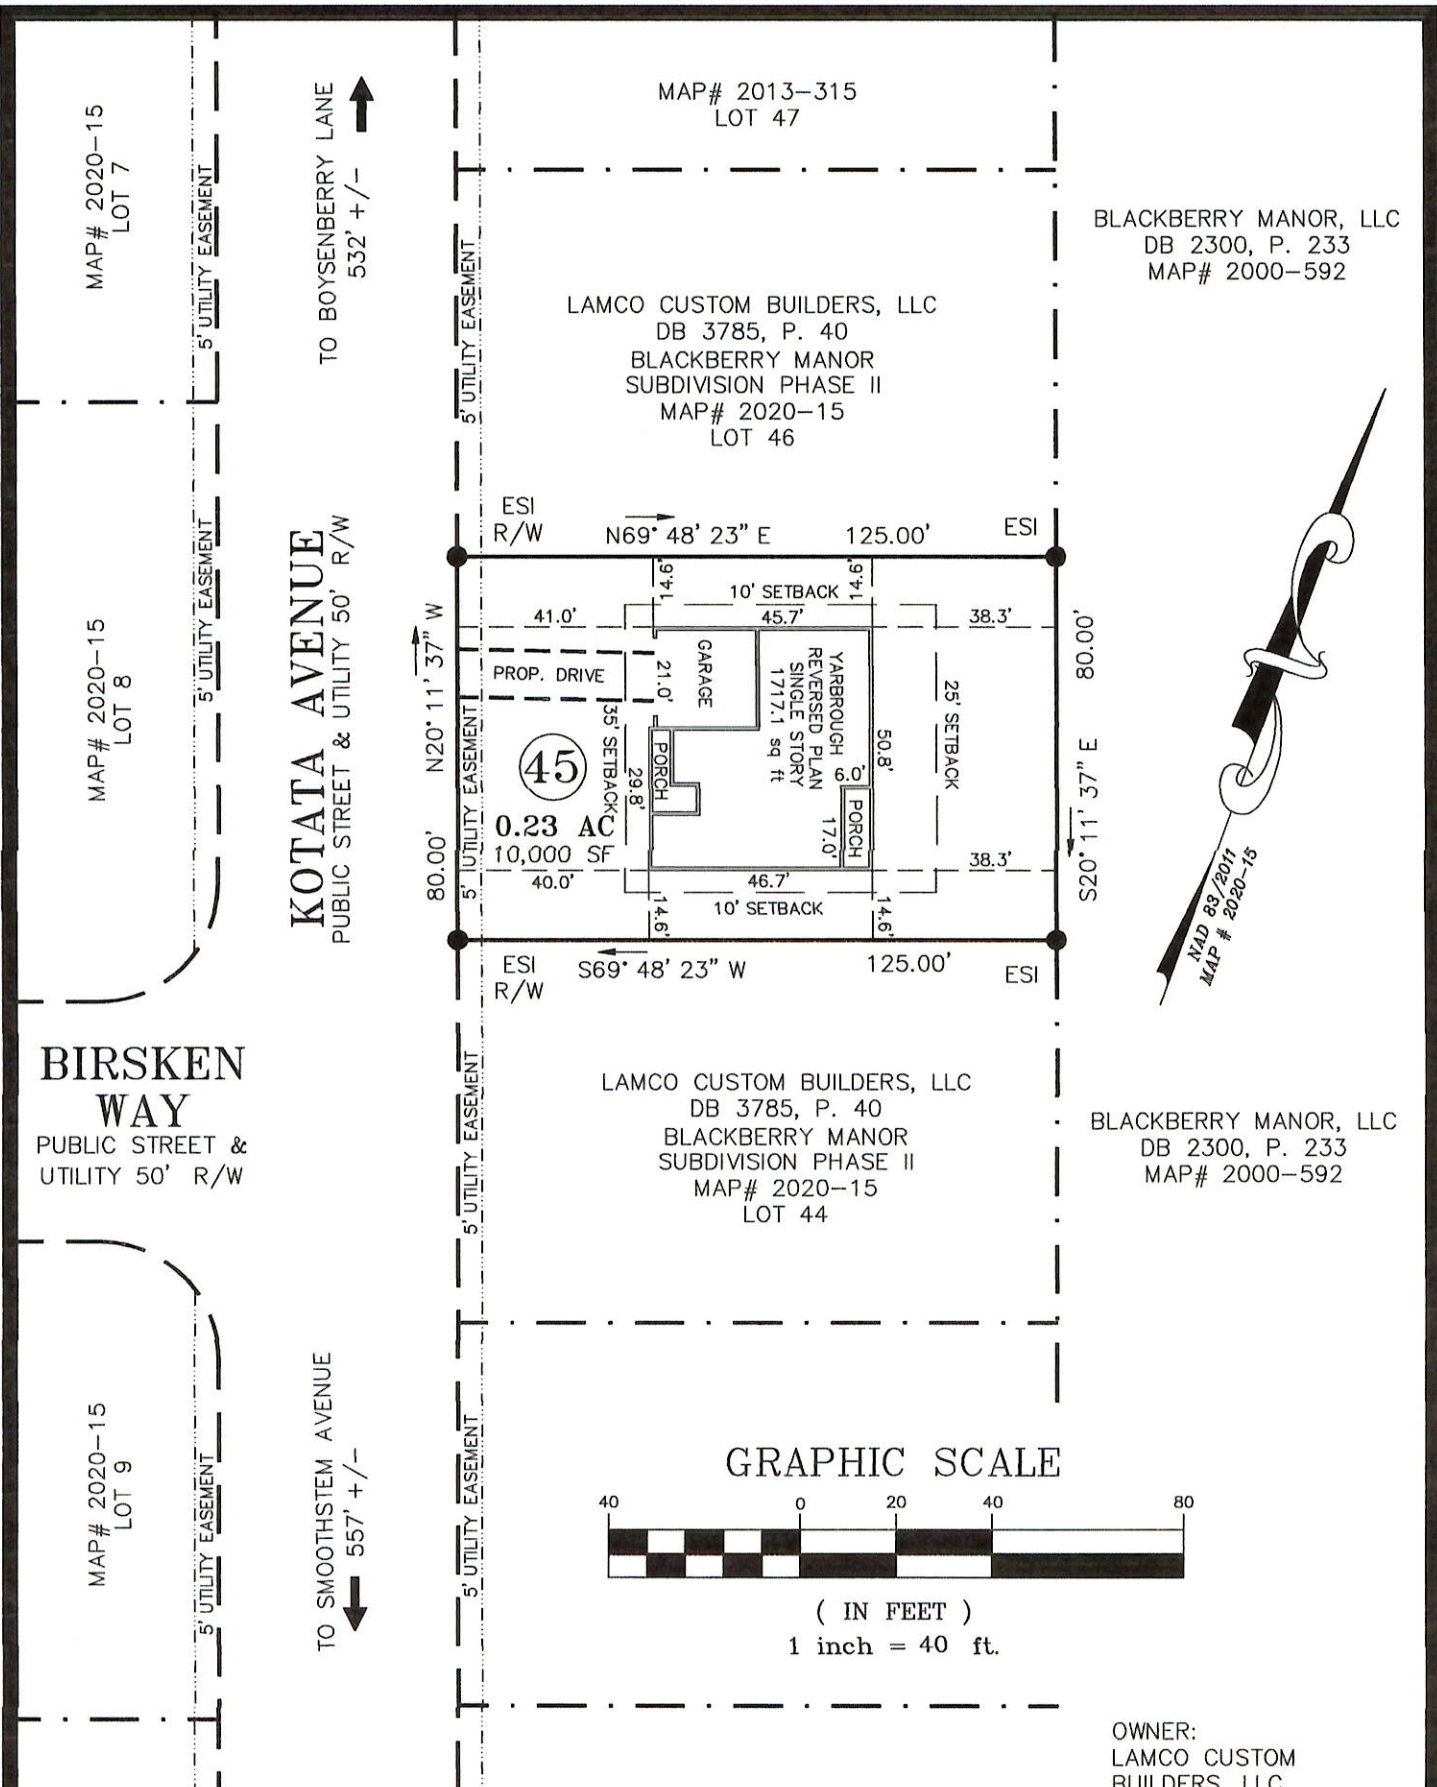 MAP# 2013-315
LOT 47
MAP# 2020-15
LOT 7
5' UTILITY EASEMENT
TO BOYSENBERRY LANE
532' +/-
5' UTILITY EASEMENT
BLACKBERRY MANOR, LLC
DB 2300, P. 233
MAP# 2000-592
LAMCO CUSTOM BUILDERS, LLC
DB 3785, P. 40
BLACKBERRY MANOR
SUBDIVISION PHASE II
MAP# 2020-15
LOT 46
ESI
R/W
N69° 48' 23" E
125.00'
ESI
MAP# 2020-15
LOT 8
5' UTILITY EASEMENT
KOTATA AVENUE
PUBLIC STREET & UTILITY 50' R/W
N20° 11' 37" W
80.00'
5' UTILITY EASEMENT
14.6'
14.6'
10' SETBACK
41.0'
45.7'
38.3'
PROP. DRIVE
21.0'
GARAGE
YARBROUGH
REVERSED PLAN
SINGLE STORY
1717.1 sq ft
50.8'
25' SETBACK
80.00'
S20° 11' 37" E
45
0.23 AC
10,000 SF
35' SETBACK
29.8'
PORCH
6.0'
17.0'
PORCH
40.0'
46.7'
38.3'
14.6'
10' SETBACK
14.6'
ESI
R/W
S69° 48' 23" W
125.00'
ESI
NAD 83/2011
MAP # 2020-15
BIRSKEN
WAY
PUBLIC STREET &
UTILITY 50' R/W
5' UTILITY EASEMENT
LAMCO CUSTOM BUILDERS, LLC
DB 3785, P. 40
BLACKBERRY MANOR
SUBDIVISION PHASE II
MAP# 2020-15
LOT 44
BLACKBERRY MANOR, LLC
DB 2300, P. 233
MAP# 2000-592
MAP# 2020-15
LOT 9
5' UTILITY EASEMENT
TO SMOOTHSTEM AVENUE
557' +/-
5' UTILITY EASEMENT
GRAPHIC SCALE
40 0 20 40 80
( IN FEET )
1 inch = 40 ft.
OWNER:
LAMCO CUSTOM
BUILDERS, LLC